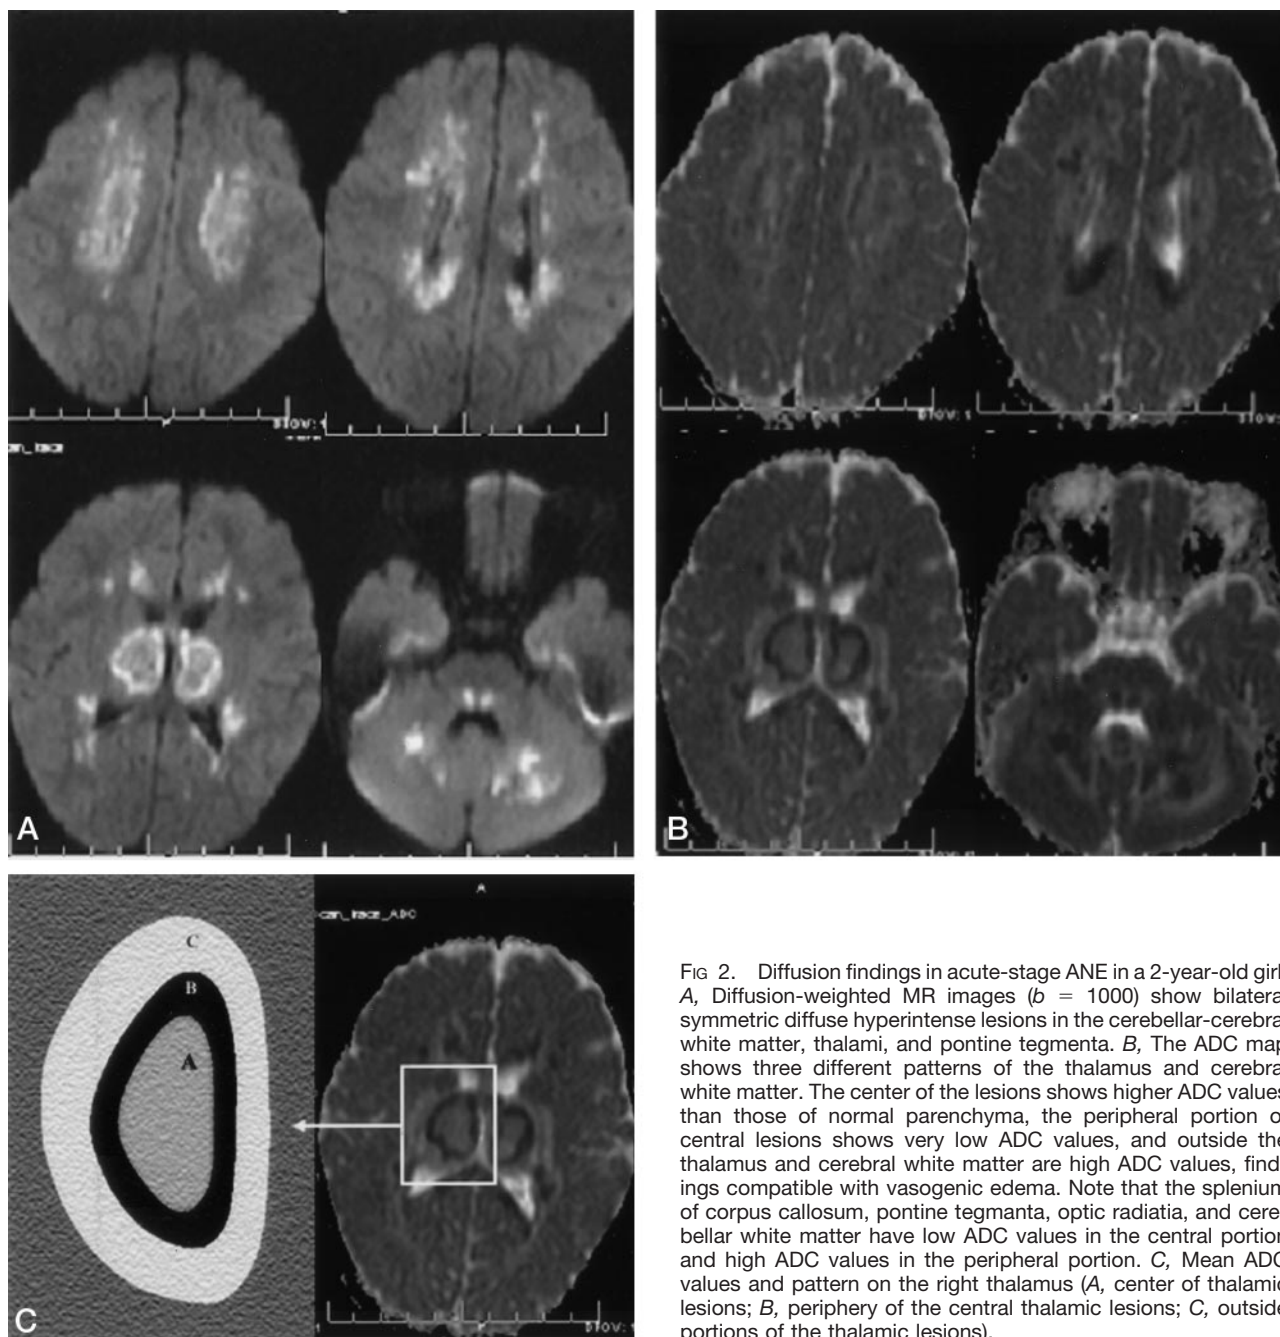 A
B
A
can_trace_ADC
C
B
A
C
FIG 2. Diffusion findings in acute-stage ANE in a 2-year-old girl
A, Diffusion-weighted MR images (b = 1000) show bilatera
symmetric diffuse hyperintense lesions in the cerebellar-cerebra
white matter, thalami, and pontine tegmenta. B, The ADC map
shows three different patterns of the thalamus and cerebra
white matter. The center of the lesions shows higher ADC values
than those of normal parenchyma, the peripheral portion o
central lesions shows very low ADC values, and outside the
thalamus and cerebral white matter are high ADC values, find
ings compatible with vasogenic edema. Note that the splenium
of corpus callosum, pontine tegmanta, optic radiatia, and cere
bellar white matter have low ADC values in the central portion
and high ADC values in the peripheral portion. C, Mean ADC
values and pattern on the right thalamus (A, center of thalamic
lesions; B, periphery of the central thalamic lesions; C, outside
portions of the thalamic lesions).